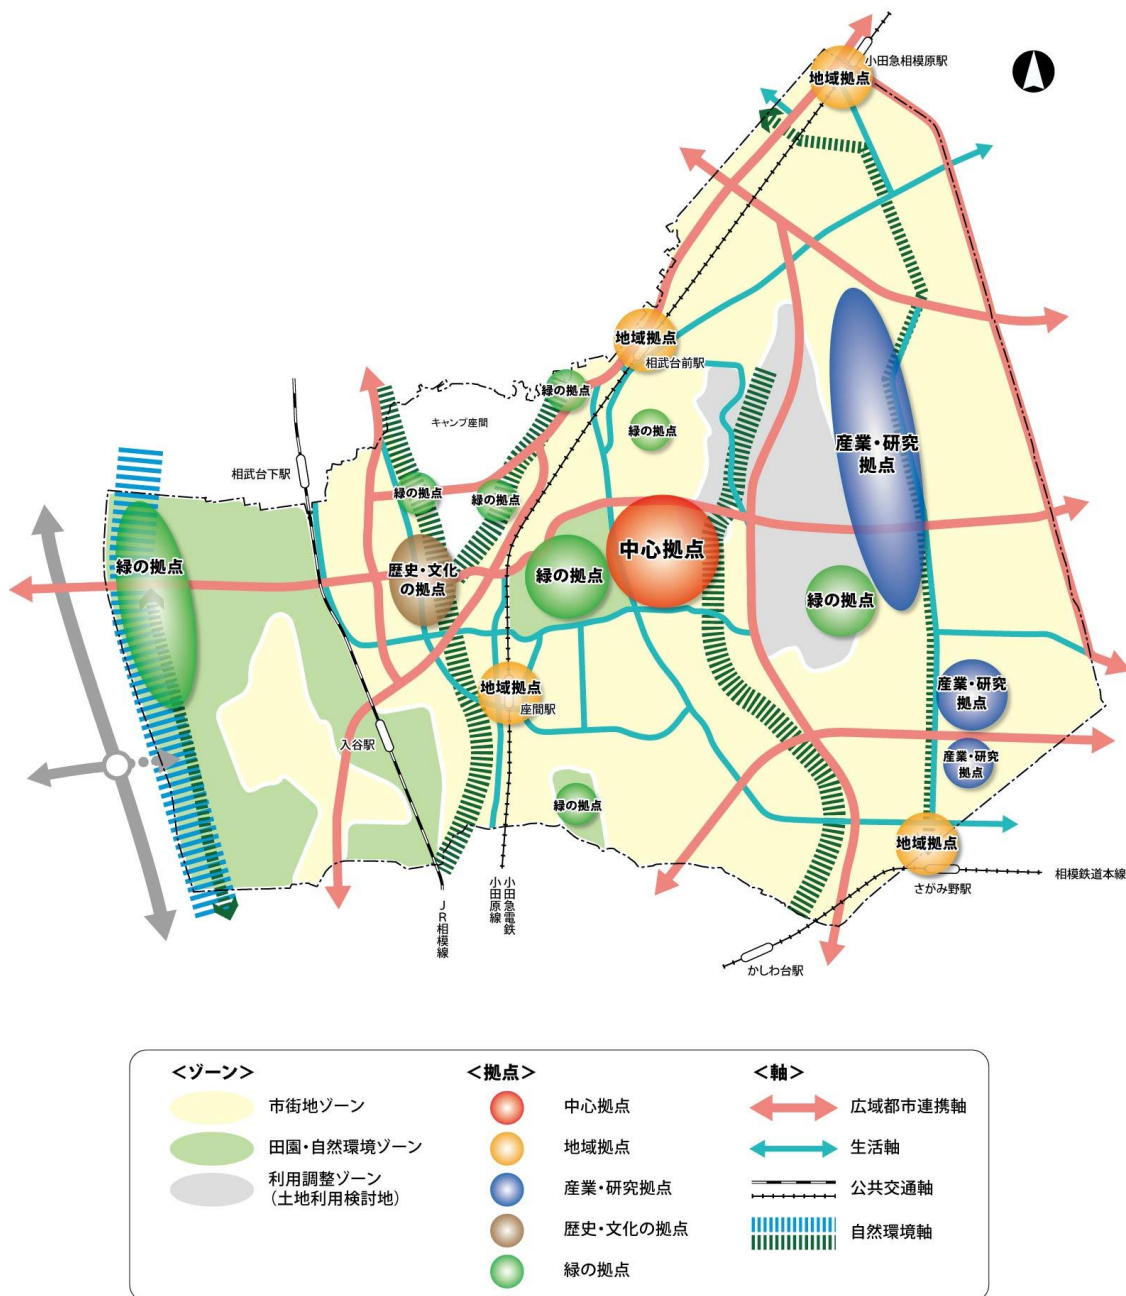 小田急相模原駅
地域拠点
地域拠点
相武台前駅
緑の拠点
キャンプ座間
緑の拠点
産業・研究
拠点
相武台下駅
緑の拠点
緑の拠点
中心拠点
緑の拠点
歴史・文化
の拠点
緑の拠点
緑の拠点
地域拠点
座間駅
産業・研究
拠点
入谷駅
産業・研究
拠点
緑の拠点
地域拠点
さがみ野駅
相模鉄道本線
小田急電鉄
小田原線
JR相模線
かしわ台駅
<ゾーン>
市街地ゾーン
田園・自然環境ゾーン
利用調整ゾーン
(土地利用検討地)
<拠点>
中心拠点
地域拠点
産業・研究拠点
歴史・文化の拠点
緑の拠点
<軸>
広域都市連携軸
生活軸
公共交通軸
自然環境軸